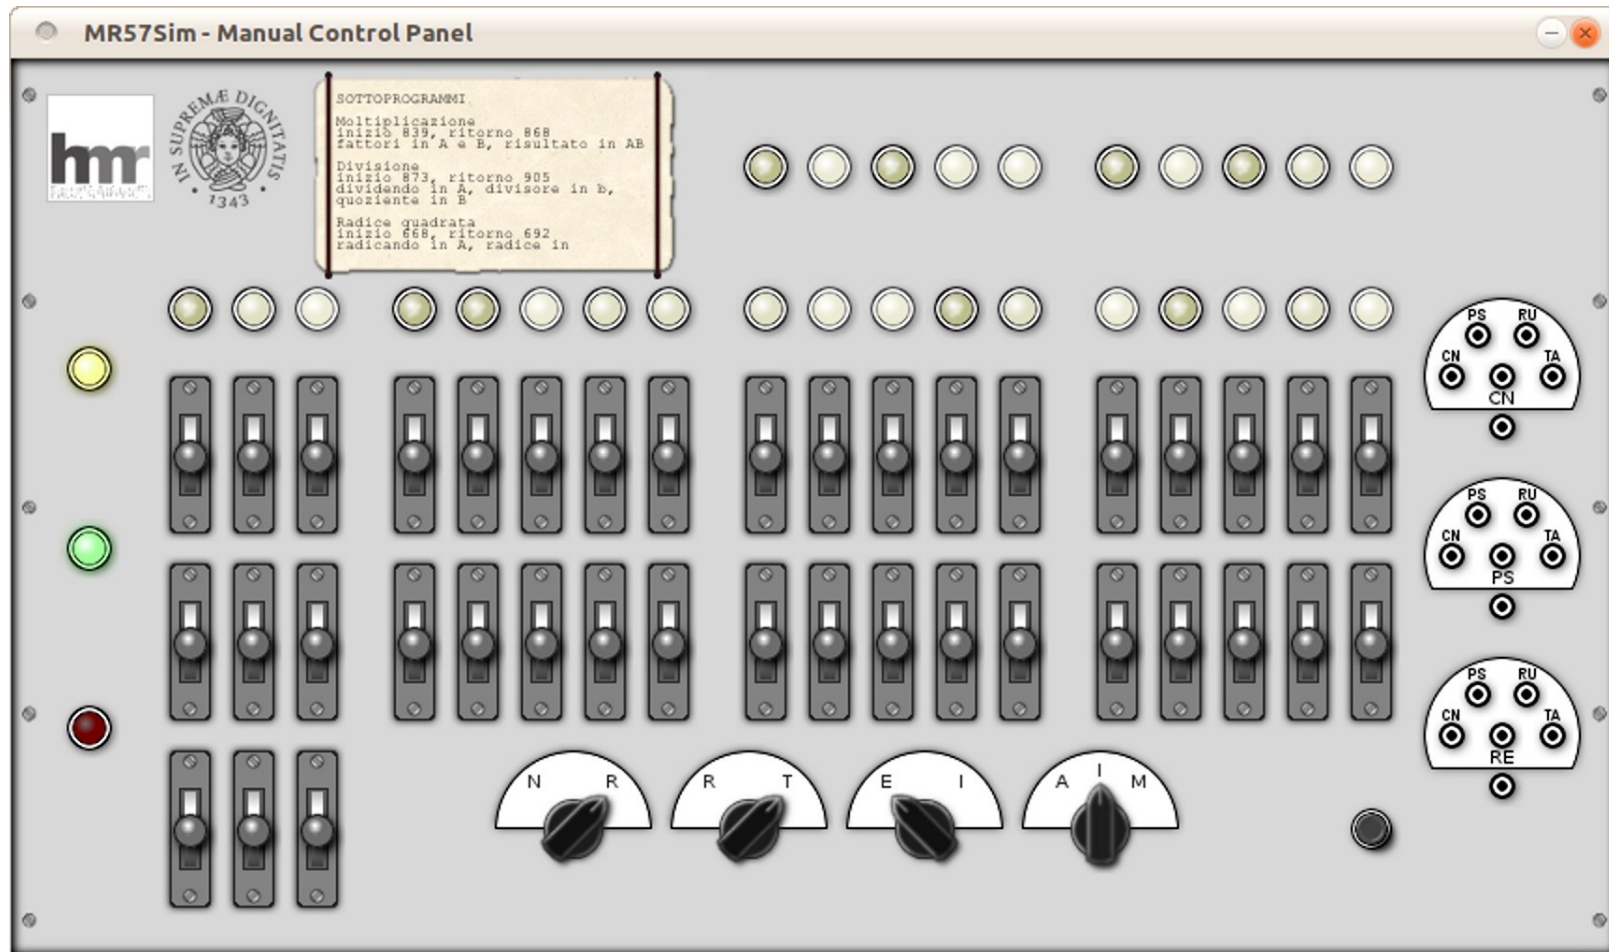 MR57Sim - Manual Control Panel
hmr
IN SUPREMÆ DIGNITATIS
1343
SOTTOPROGRAMMI
Moltiplicazione
inizio 839, ritorno 868
fattori in A e B, risultato in AB
Divisione
inizio 873, ritorno 905
dividendo in A, divisore in b,
quoziente in B
Radice quadrata
inizio 668, ritorno 692
radicando in A, radice in
PS RU
CN TA
CN
PS RU
CN TA
PS
PS RU
CN TA
RE
N R R T E I A I M